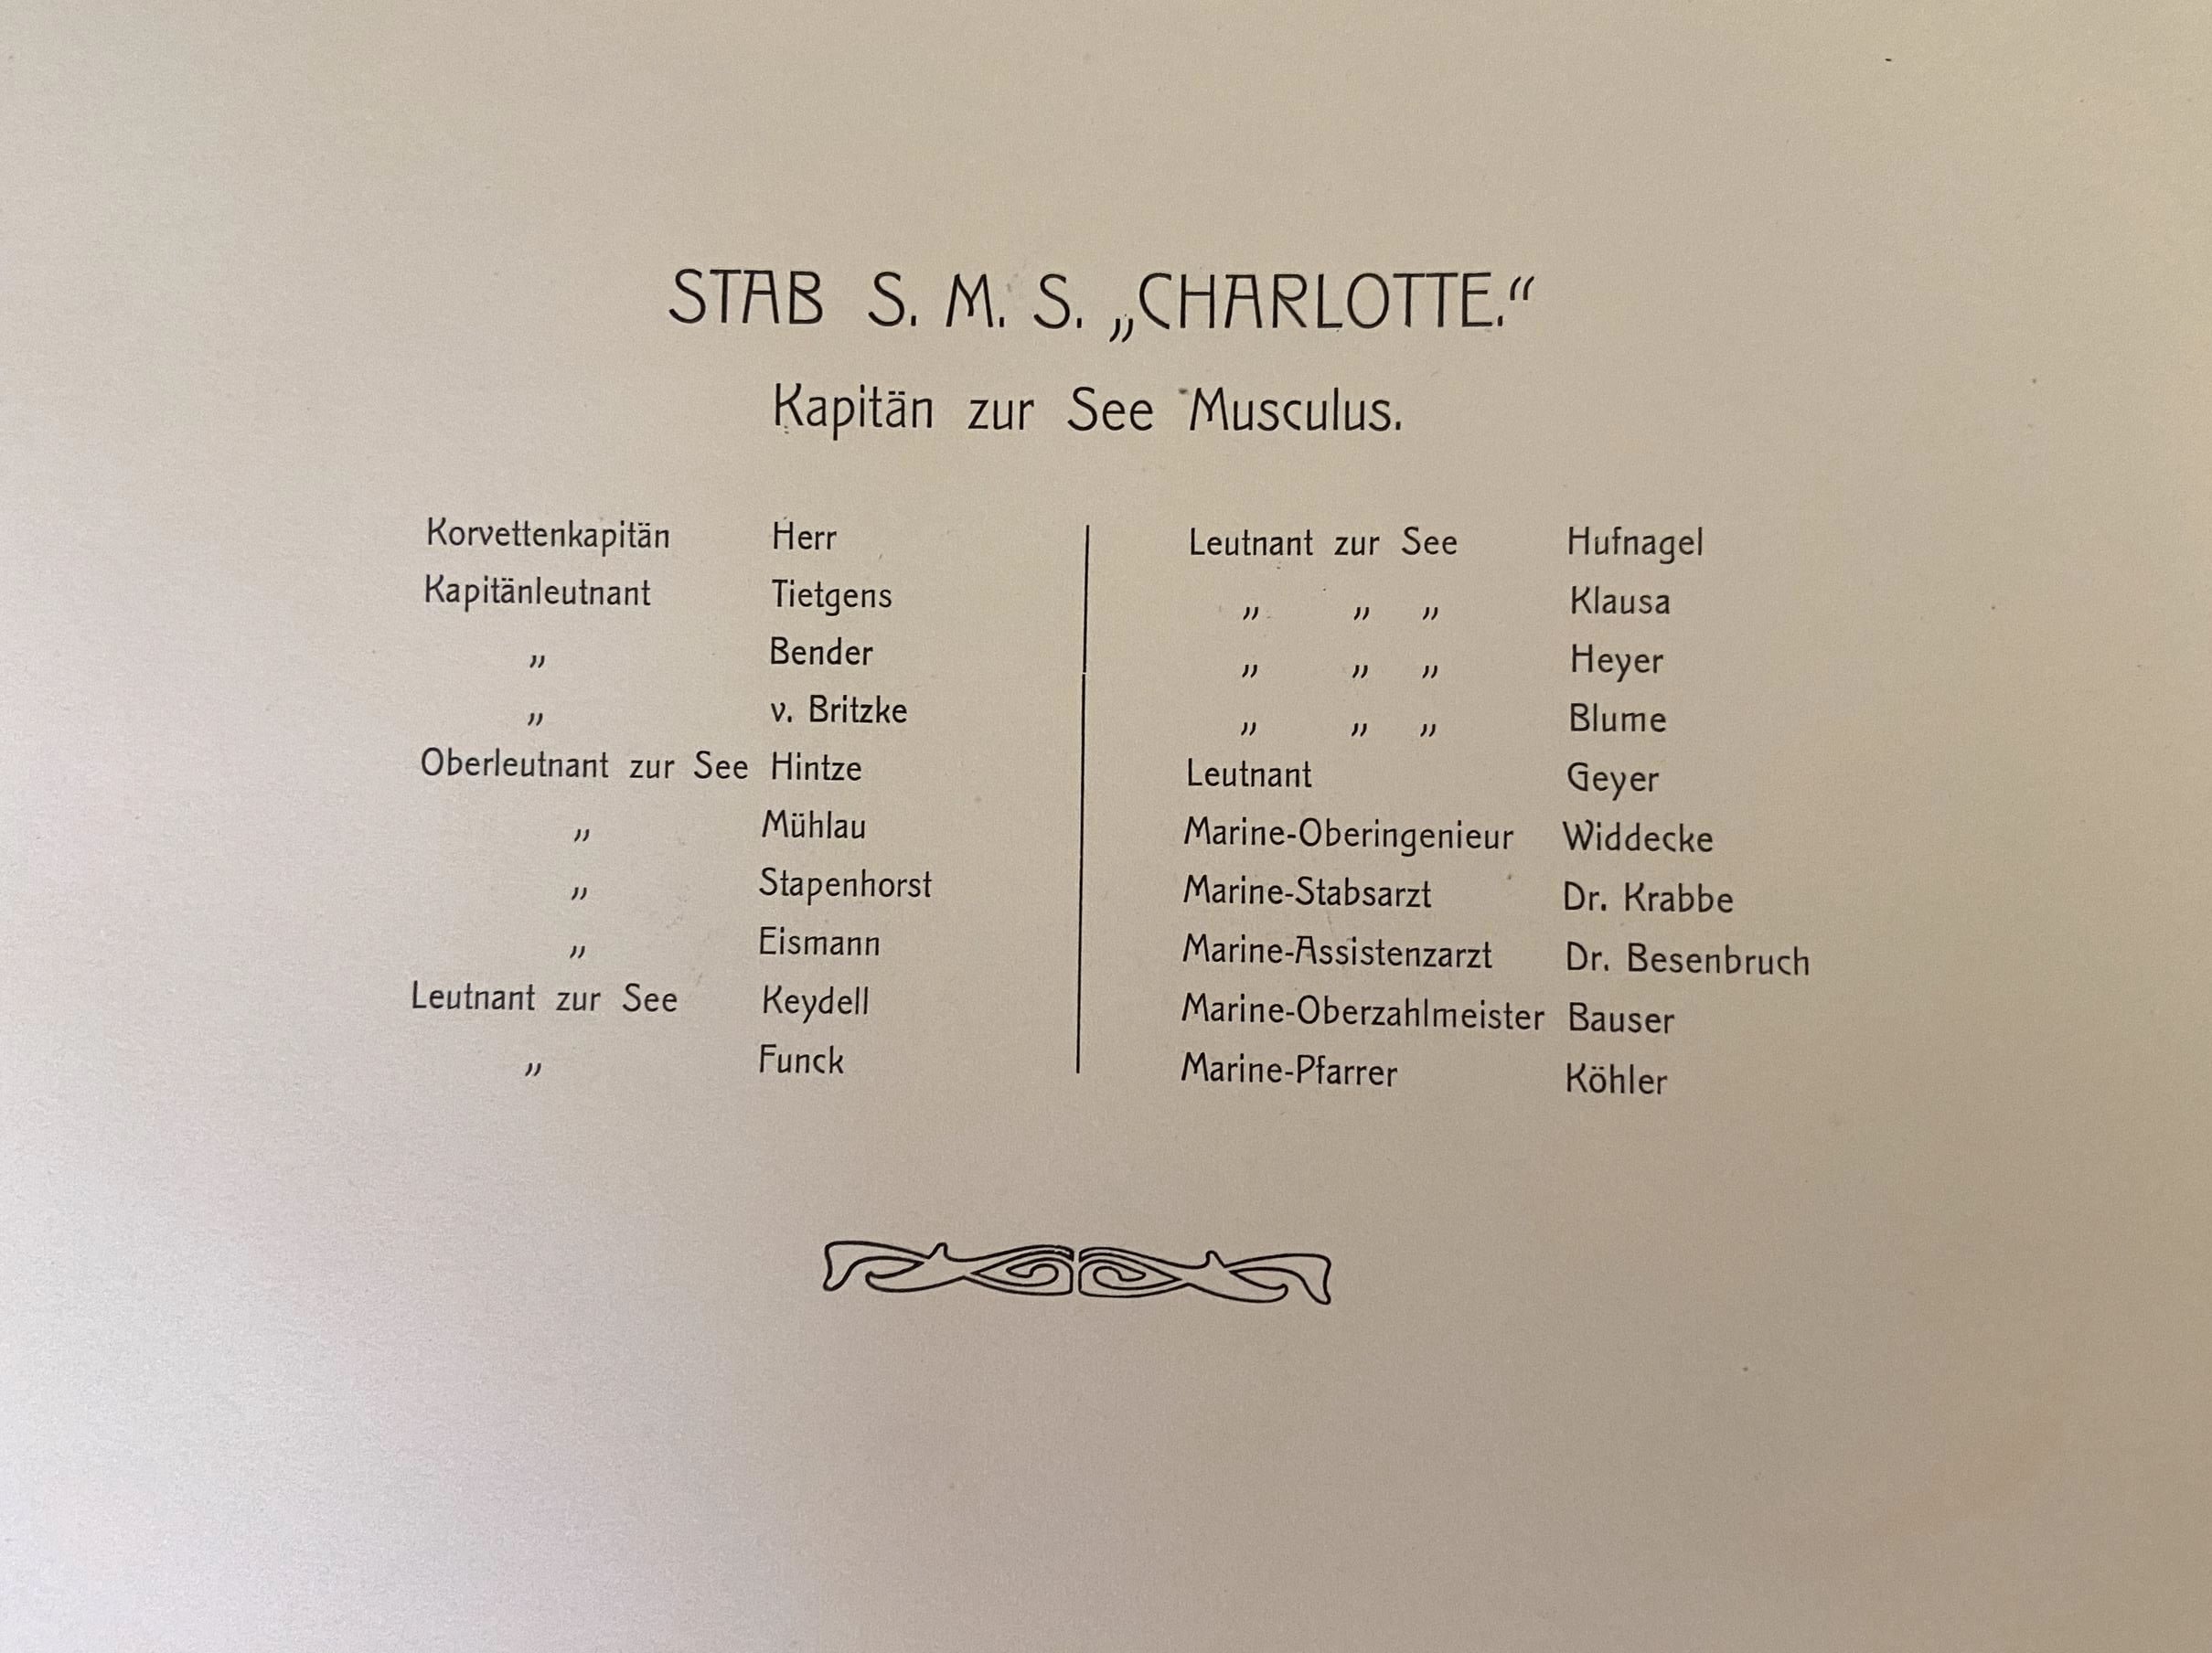 STAB S. M. S. „CHARLOTTE.“
Kapitän zur See Musculus.
Korvettenkapitän Herr
Kapitänleutnant Tietgens
„ Bender
„ v. Britzke
Oberleutnant zur See Hintze
„ Mühlau
„ Stapenhorst
„ Eismann
Leutnant zur See Keydell
„ Funck
Leutnant zur See Hufnagel
„ „ „ Klausa
„ „ „ Heyer
„ „ „ Blume
Leutnant Geyer
Marine-Oberingenieur Widdecke
Marine-Stabsarzt Dr. Krabbe
Marine-Assistenzarzt Dr. Besenbruch
Marine-Oberzahlmeister Bauser
Marine-Pfarrer Köhler